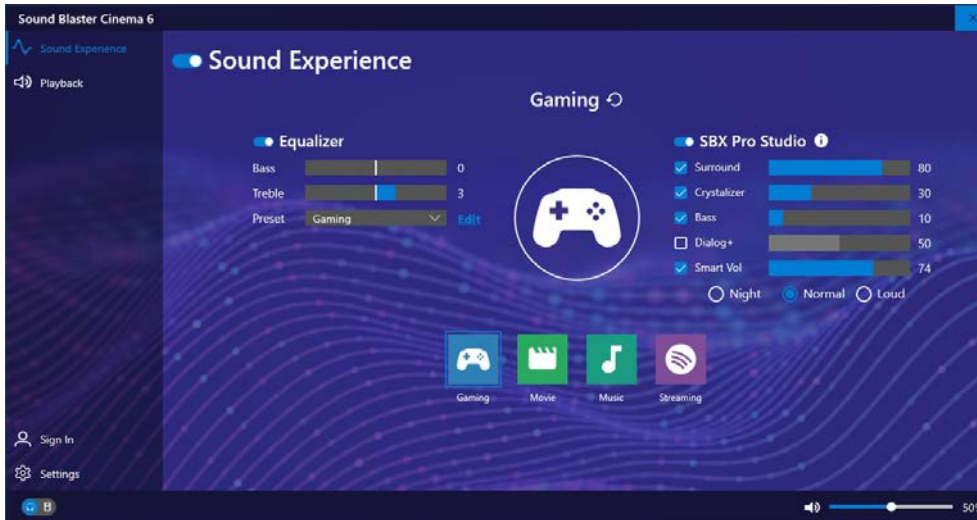 Sound Blaster Cinema 6
Sound Experience
Playback
Sound Experience
Gaming
Equalizer
Bass 0
Treble 3
Preset Gaming Edit
SBX Pro Studio
Surround 80
Crystalizer 30
Bass 10
Dialog+ 50
Smart Vol 74
Night Normal Loud
Gaming Movie Music Streaming
Sign In
Settings